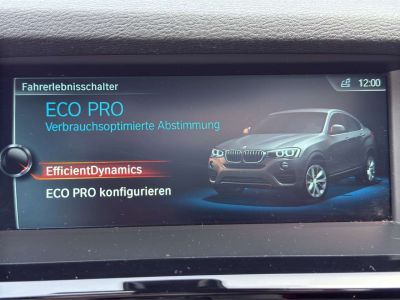 Fahrerlebnisschalter
12:00
ECO PRO
Verbrauchsoptimierte Abstimmung
EfficientDynamics
ECO PRO konfigurieren